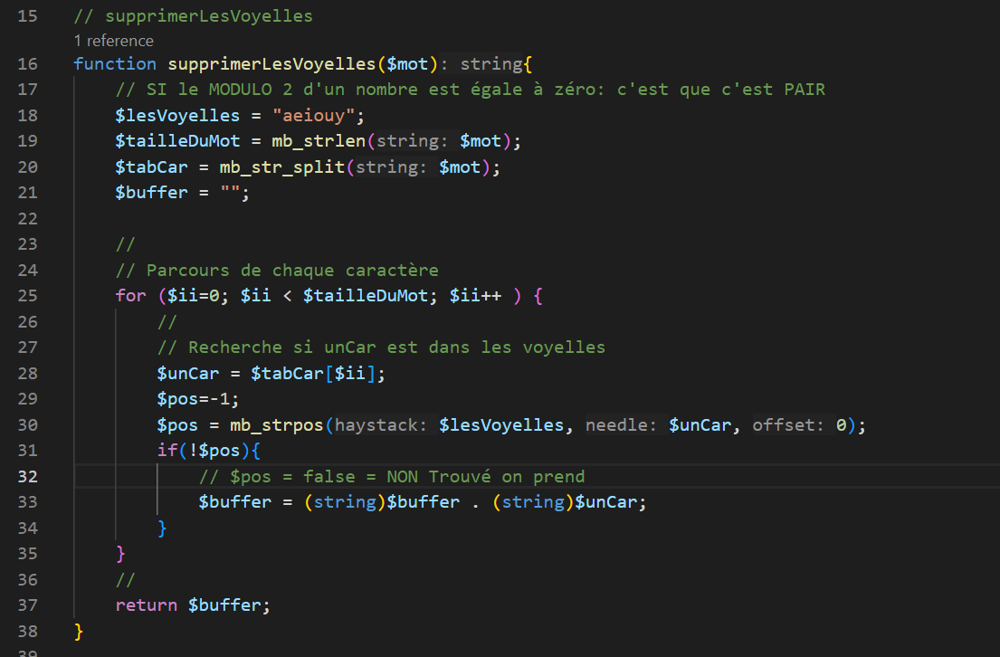 15 // supprimerLesVoyelles
1 reference
16 function supprimerLesVoyelles($mot): string{
17 // SI le MODULO 2 d'un nombre est égale à zéro: c'est que c'est PAIR
18 $lesVoyelles = "aeiouy";
19 $tailleDuMot = mb_strlen(string: $mot);
20 $tabCar = mb_str_split(string: $mot);
21 $buffer = "";
22
23 //
24 // Parcours de chaque caractère
25 for ($ii=0; $ii < $tailleDuMot; $ii++ ) {
26 //
27 // Recherche si unCar est dans les voyelles
28 $unCar = $tabCar[$ii];
29 $pos=-1;
30 $pos = mb_strpos(haystack: $lesVoyelles, needle: $unCar, offset: 0);
31 if(!$pos){
32 // $pos = false = NON Trouvé on prend
33 $buffer = (string)$buffer . (string)$unCar;
34 }
35 }
36 //
37 return $buffer;
38 }
39